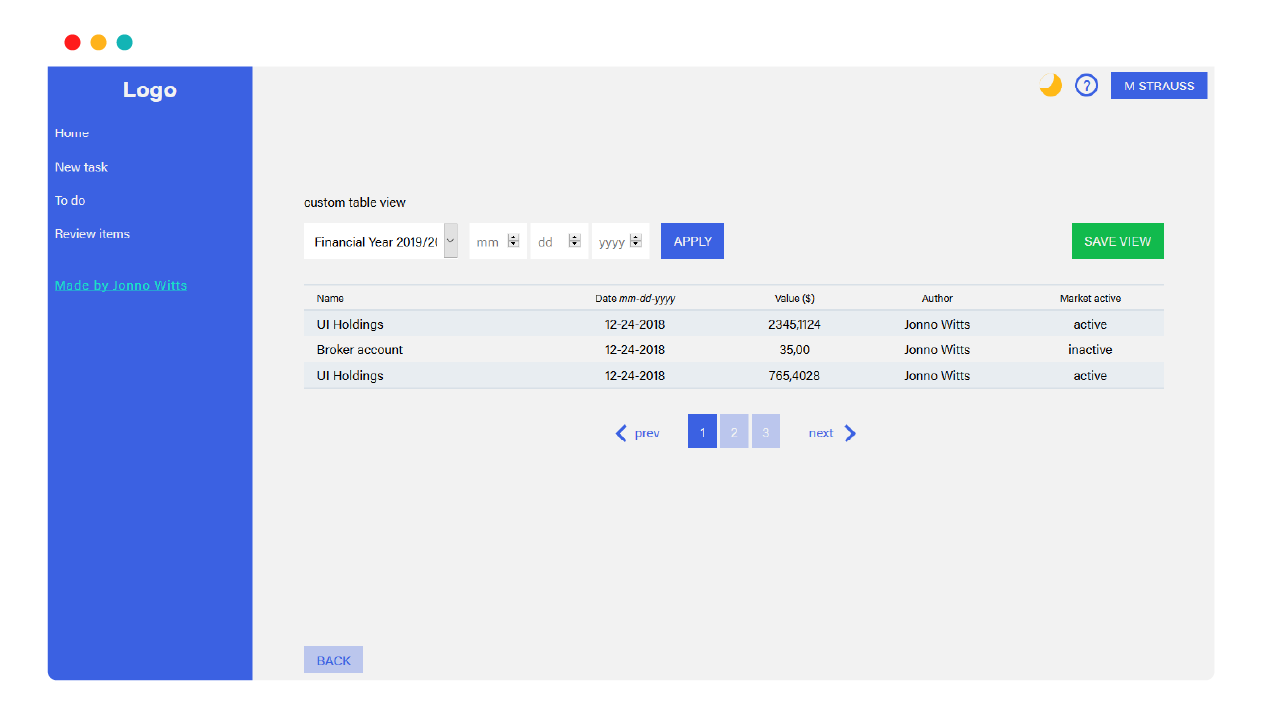 Logo
? M STRAUSS
Home
New task
To do
Review items
Made by Jonno Witts
custom table view
Financial Year 2019/2( mm dd yyyy APPLY SAVE VIEW
Name Date mm-dd-yyyy Value ($) Author Market active
UI Holdings 12-24-2018 2345,1124 Jonno Witts active
Broker account 12-24-2018 35,00 Jonno Witts inactive
UI Holdings 12-24-2018 765,4028 Jonno Witts active
prev 1 2 3 next
BACK